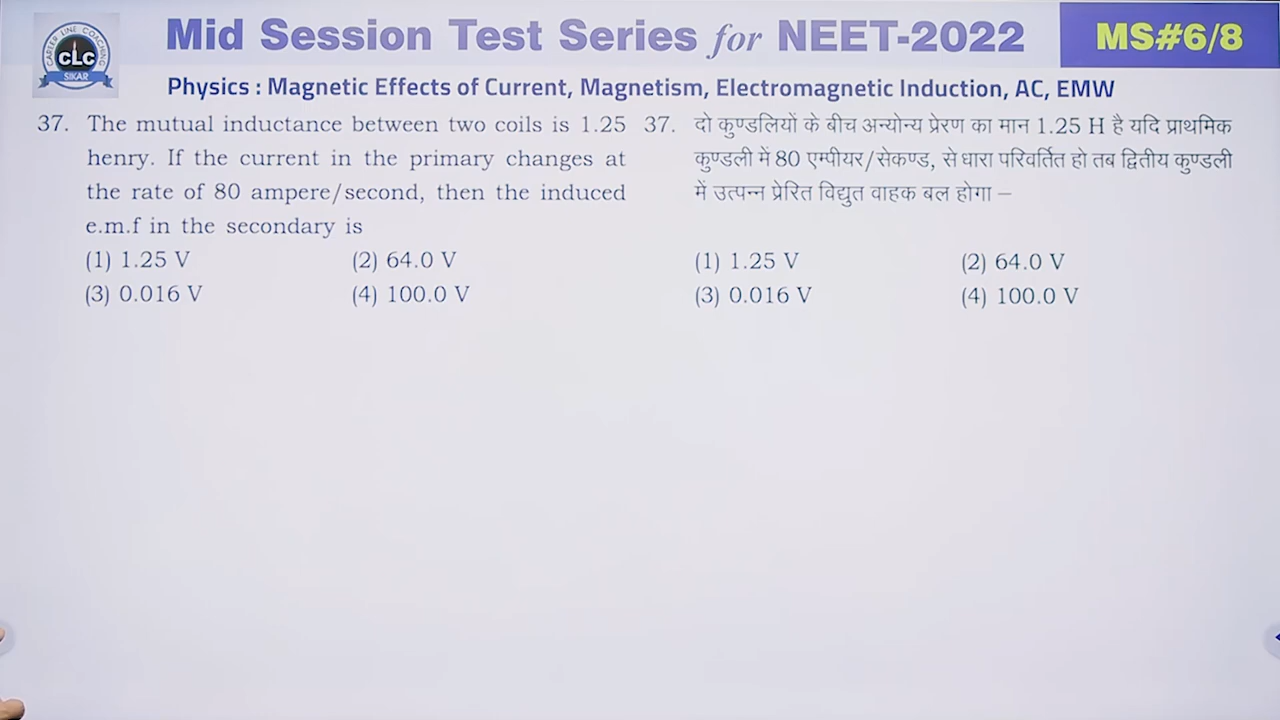 Mid Session Test Series for NEET-2022
MS#6/8
CAREER LINE COACHING
CLC
SIKAR
Physics : Magnetic Effects of Current, Magnetism, Electromagnetic Induction, AC, EMW
37. The mutual inductance between two coils is 1.25
henry. If the current in the primary changes at
the rate of 80 ampere/second, then the induced
e.m.f in the secondary is
(1) 1.25 V (2) 64.0 V
(3) 0.016 V (4) 100.0 V
37. दो कुण्डलियों के बीच अन्योन्य प्रेरण का मान 1.25 H है यदि प्राथमिक
कुण्डली में 80 एम्पीयर/सेकण्ड, से धारा परिवर्तित हो तब द्वितीय कुण्डली
में उत्पन्न प्रेरित विद्युत वाहक बल होगा –
(1) 1.25 V (2) 64.0 V
(3) 0.016 V (4) 100.0 V